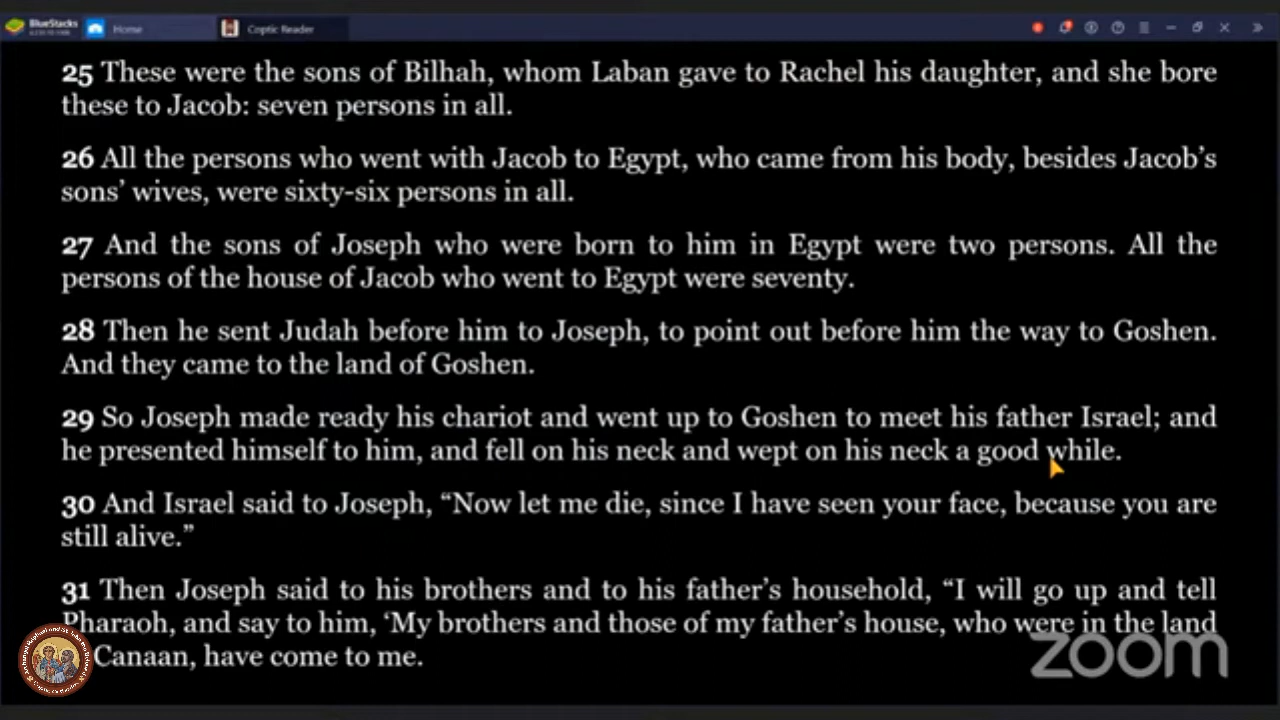 BlueStacks
Home
Coptic Reader
25 These were the sons of Bilhah, whom Laban gave to Rachel his daughter, and she bore
these to Jacob: seven persons in all.
26 All the persons who went with Jacob to Egypt, who came from his body, besides Jacob’s
sons’ wives, were sixty-six persons in all.
27 And the sons of Joseph who were born to him in Egypt were two persons. All the
persons of the house of Jacob who went to Egypt were seventy.
28 Then he sent Judah before him to Joseph, to point out before him the way to Goshen.
And they came to the land of Goshen.
29 So Joseph made ready his chariot and went up to Goshen to meet his father Israel; and
he presented himself to him, and fell on his neck and wept on his neck a good while.
30 And Israel said to Joseph, “Now let me die, since I have seen your face, because you are
still alive.”
31 Then Joseph said to his brothers and to his father’s household, “I will go up and tell
Pharaoh, and say to him, ‘My brothers and those of my father’s house, who were in the land
Canaan, have come to me.
zoom